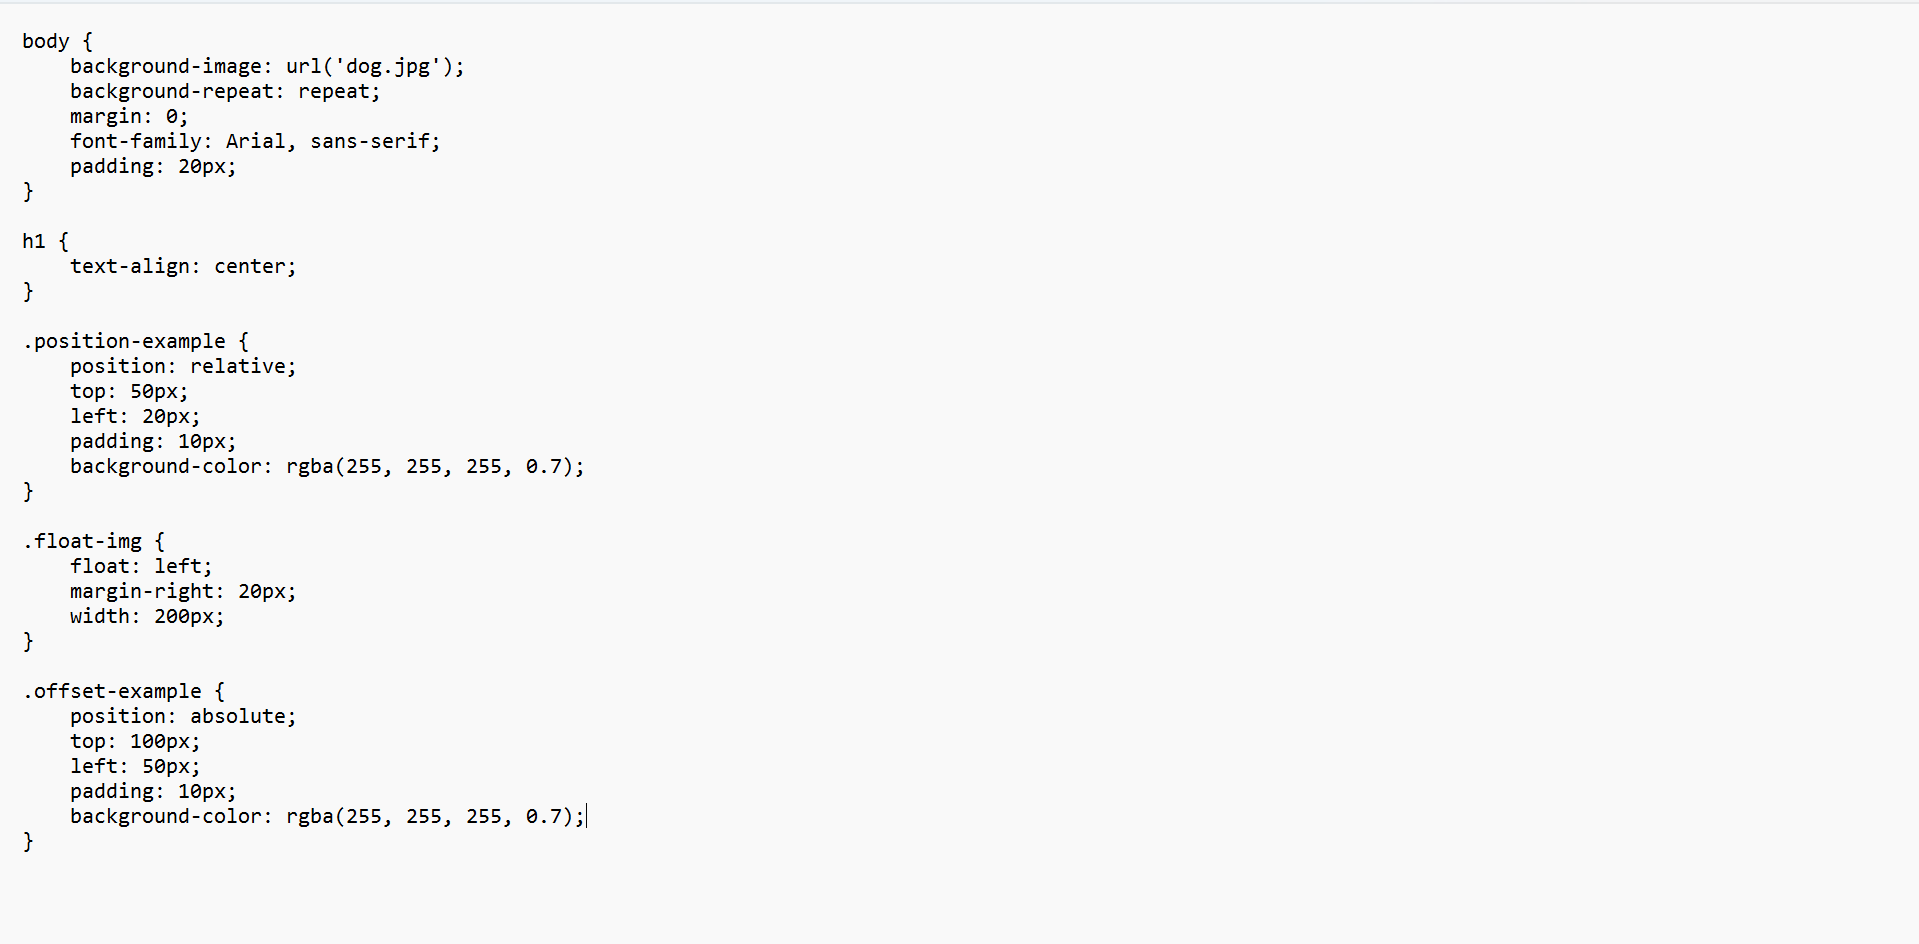 body {
    background-image: url('dog.jpg');
    background-repeat: repeat;
    margin: 0;
    font-family: Arial, sans-serif;
    padding: 20px;
}

h1 {
    text-align: center;
}

.position-example {
    position: relative;
    top: 50px;
    left: 20px;
    padding: 10px;
    background-color: rgba(255, 255, 255, 0.7);
}

.float-img {
    float: left;
    margin-right: 20px;
    width: 200px;
}

.offset-example {
    position: absolute;
    top: 100px;
    left: 50px;
    padding: 10px;
    background-color: rgba(255, 255, 255, 0.7);
}